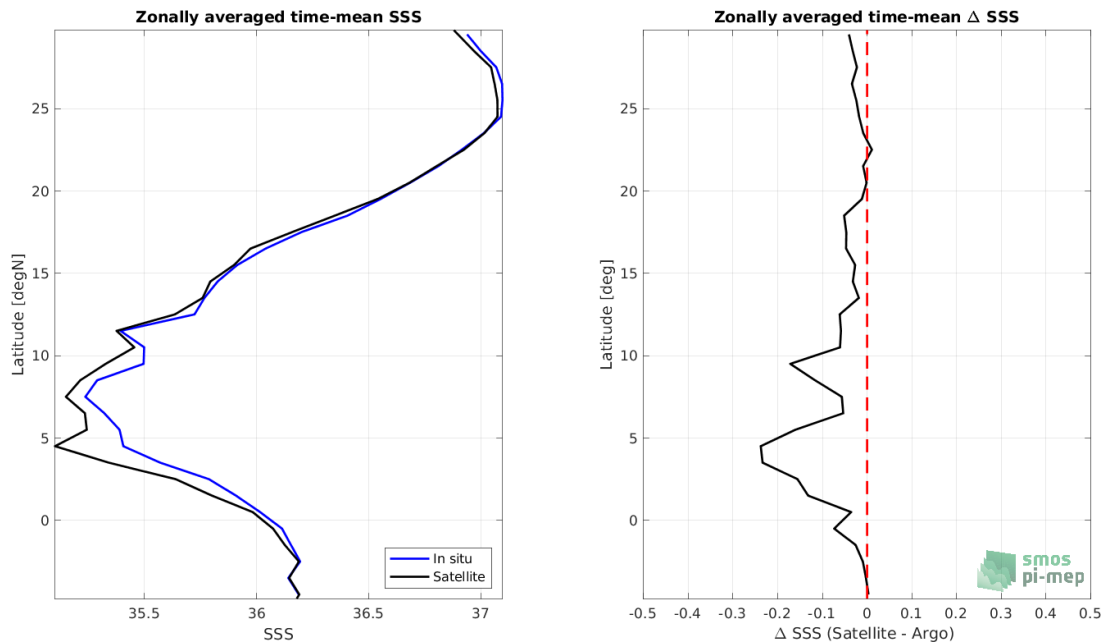 Zonally averaged time-mean SSS
25
20
15
10
5
0
Latitude [degN]
35.5 36 36.5 37
SSS
In situ
Satellite
Zonally averaged time-mean Δ SSS
25
20
15
10
5
0
Latitude [deg]
-0.5 -0.4 -0.3 -0.2 -0.1 0 0.1 0.2 0.3 0.4 0.5
Δ SSS (Satellite - Argo)
smos
pi-mep